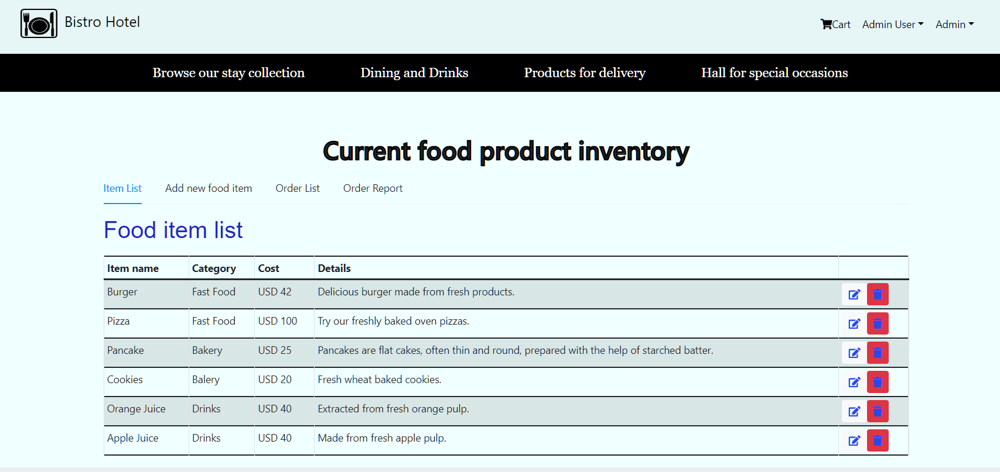 Bistro Hotel
Cart Admin User Admin
Browse our stay collection Dining and Drinks Products for delivery Hall for special occasions
Current food product inventory
Item List Add new food item Order List Order Report
Food item list
Item name Category Cost Details
Burger Fast Food USD 42 Delicious burger made from fresh products.
Pizza Fast Food USD 100 Try our freshly baked oven pizzas.
Pancake Bakery USD 25 Pancakes are flat cakes, often thin and round, prepared with the help of starched batter.
Cookies Balery USD 20 Fresh wheat baked cookies.
Orange Juice Drinks USD 40 Extracted from fresh orange pulp.
Apple Juice Drinks USD 40 Made from fresh apple pulp.